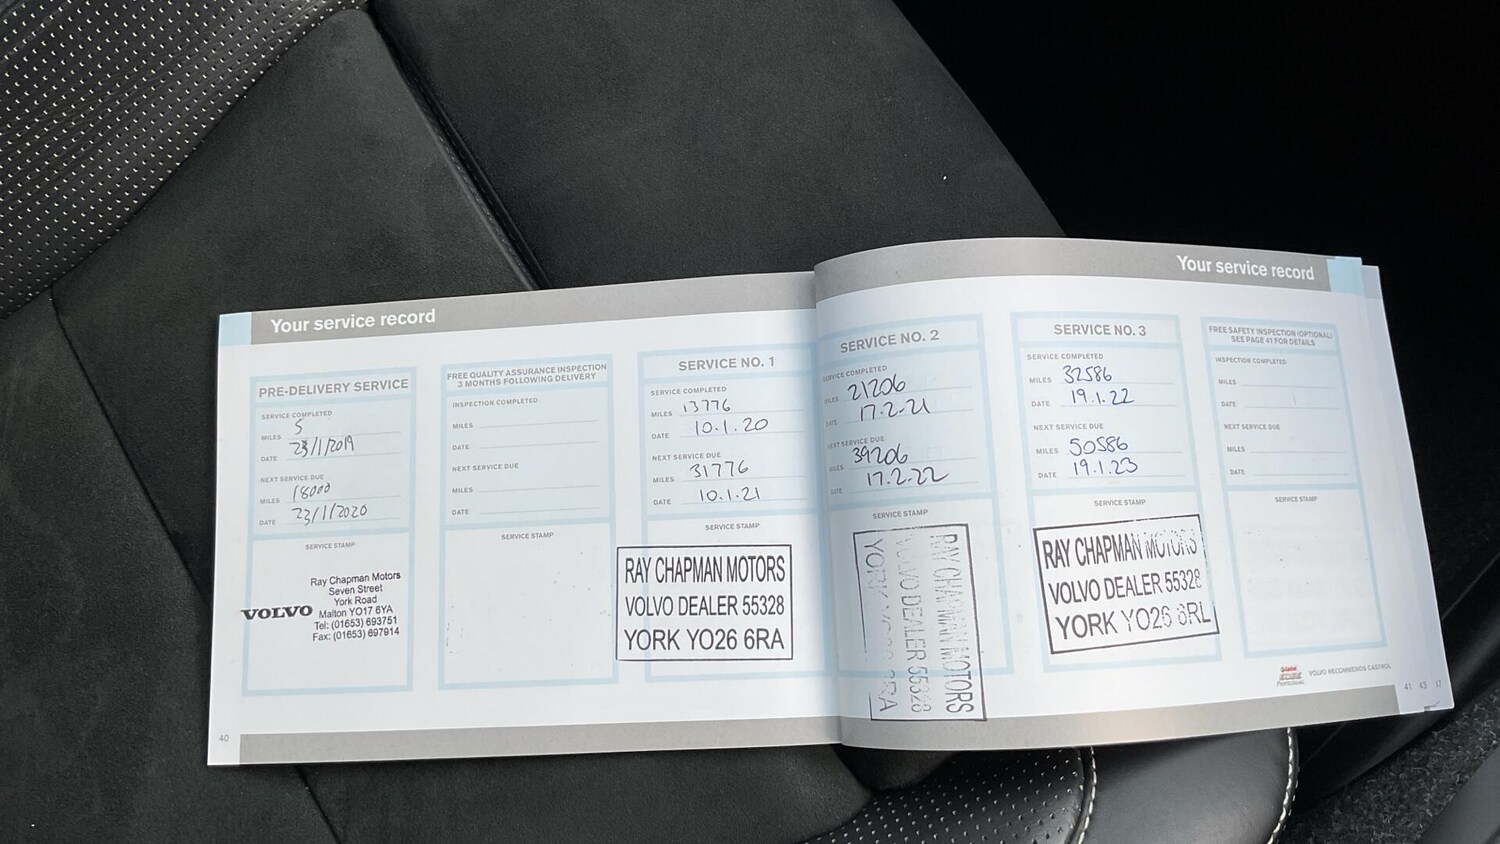 Your service record
PRE-DELIVERY SERVICE
SERVICE COMPLETED
MILES 5
DATE 23/1/2019
NEXT SERVICE DUE
MILES 18000
DATE 23/1/2020
SERVICE STAMP
VOLVO
Ray Chapman Motors
Seven Street
York Road
Malton YO17 6YA
Tel: (01653) 693751
Fax: (01653) 697914
40
FREE QUALITY ASSURANCE INSPECTION
3 MONTHS FOLLOWING DELIVERY
INSPECTION COMPLETED
MILES
DATE
NEXT SERVICE DUE
MILES
DATE
SERVICE STAMP
SERVICE NO. 1
SERVICE COMPLETED
MILES 13776
DATE 10.1.20
NEXT SERVICE DUE
MILES 31776
DATE 10.1.21
SERVICE STAMP
RAY CHAPMAN MOTORS
VOLVO DEALER 55328
YORK YO26 6RA
Your service record
SERVICE NO. 2
SERVICE COMPLETED
MILES 21206
DATE 17.2.21
NEXT SERVICE DUE
MILES 39206
DATE 17.2.22
SERVICE STAMP
RAY CHAPMAN MOTORS
VOLVO DEALER 55328
YORK
SERVICE NO. 3
SERVICE COMPLETED
MILES 32586
DATE 19.1.22
NEXT SERVICE DUE
MILES 50586
DATE 19.1.23
SERVICE STAMP
RAY CHAPMAN MOTORS
VOLVO DEALER 55328
YORK YO26 6RL
FREE SAFETY INSPECTION (OPTIONAL)
SEE PAGE 41 FOR DETAILS
INSPECTION COMPLETED
MILES
DATE
NEXT SERVICE DUE
MILES
DATE
SERVICE STAMP
Castrol
EDGE
Professional
VOLVO RECOMMENDS CASTROL
41